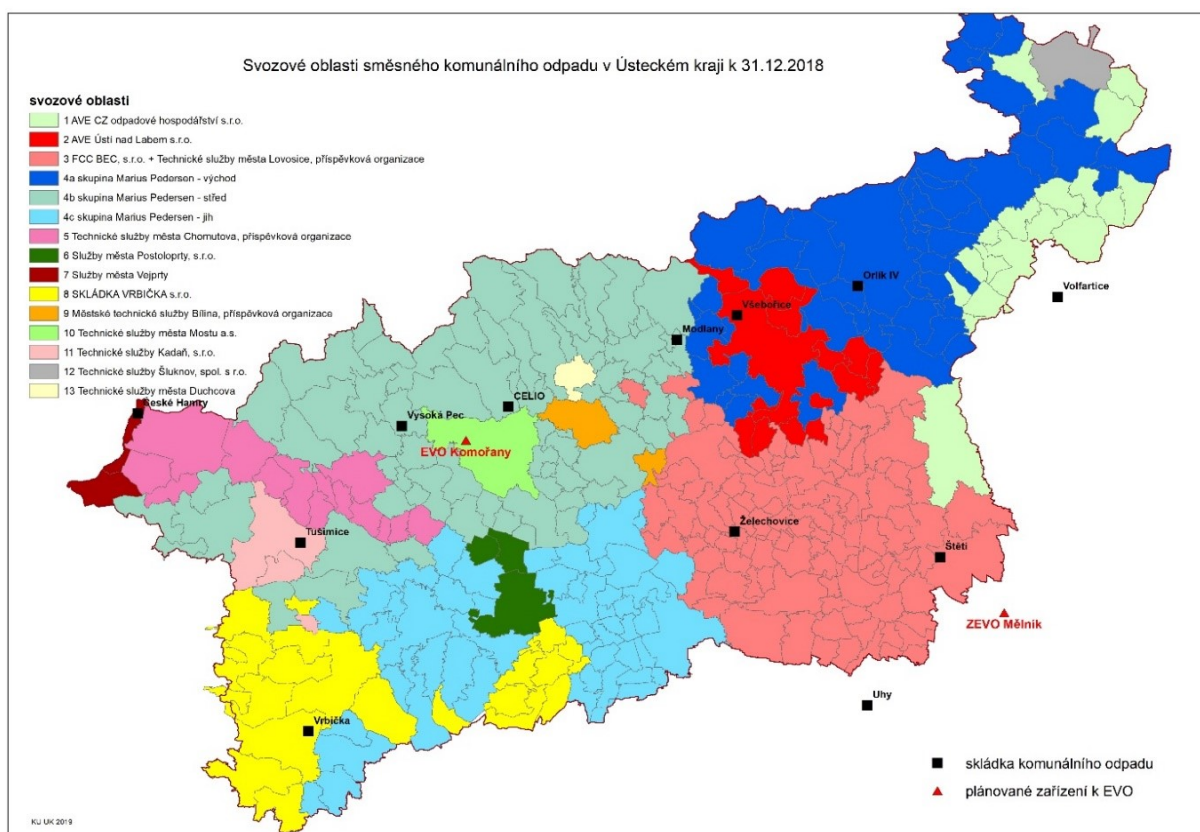 Svozové oblasti směsného komunálního odpadu v Ústeckém kraji k 31.12.2018
svozové oblasti
1 AVE CZ odpadové hospodářství s.r.o.
2 AVE Ústí nad Labem s.r.o.
3 FCC BEC, s.r.o. + Technické služby města Lovosice, příspěvková organizace
4a skupina Marius Pedersen - východ
4b skupina Marius Pedersen - střed
4c skupina Marius Pedersen - jih
5 Technické služby města Chomutova, příspěvková organizace
6 Služby města Postoloprty, s.r.o.
7 Služby města Vejprty
8 SKLÁDKA VRBIČKA s.r.o.
9 Městské technické služby Bílina, příspěvková organizace
10 Technické služby města Mostu a.s.
11 Technické služby Kadaň, s.r.o.
12 Technické služby Šluknov, spol. s r.o.
13 Technické služby města Duchcova
Orlík IV
Volfartice
Všebořice
Modlany
CELIO
České Hamry
Vysoká Pec
EVO Komořany
Tušimice
Želechovice
Štětí
ZEVO Mělník
Uhy
Vrbička
skládka komunálního odpadu
plánované zařízení k EVO
KU UK 2019